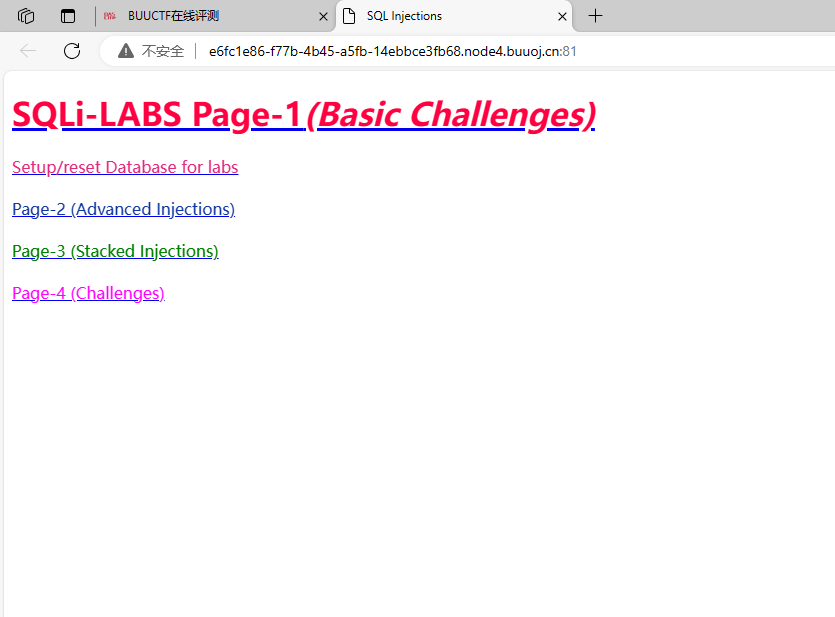 BUUCTF在线评测
SQL Injections
不安全 e6fc1e86-f77b-4b45-a5fb-14ebbce3fb68.node4.buuoj.cn:81
SQLi-LABS Page-1(Basic Challenges)
Setup/reset Database for labs
Page-2 (Advanced Injections)
Page-3 (Stacked Injections)
Page-4 (Challenges)